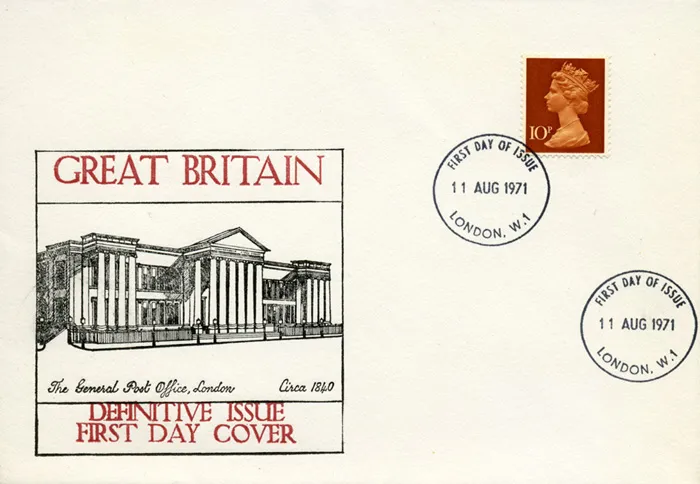 GREAT BRITAIN
The General Post Office, London Circa 1840
DEFINITIVE ISSUE
FIRST DAY COVER
10P
FIRST DAY OF ISSUE
11 AUG 1971
LONDON, W.1
FIRST DAY OF ISSUE
11 AUG 1971
LONDON, W.1